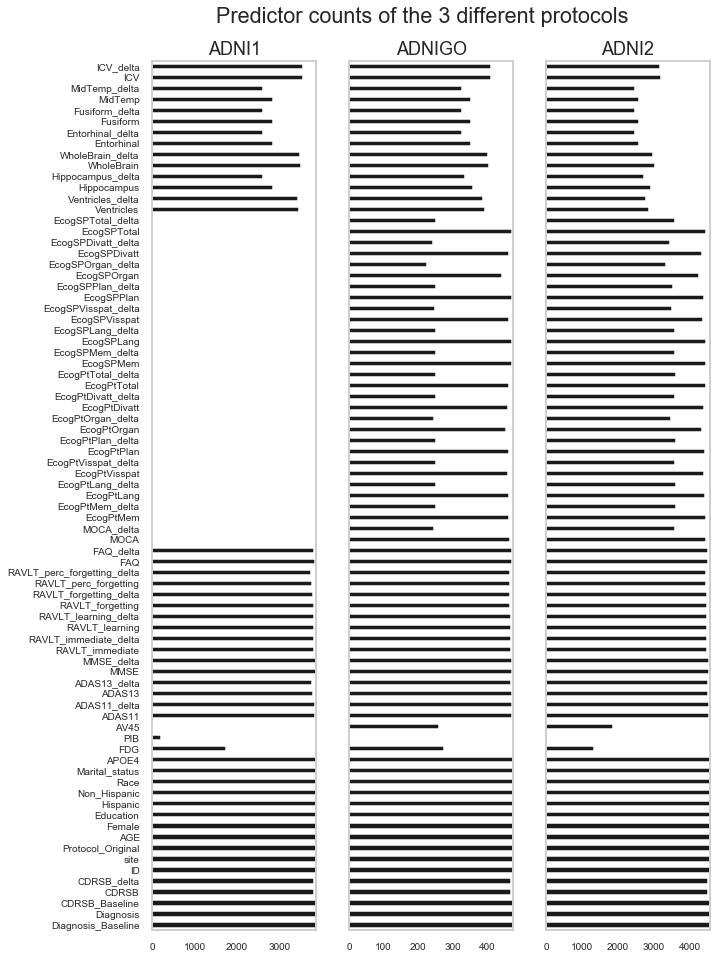 Predictor counts of the 3 different protocols
ADNI1 ADNIGO ADNI2
ICV_delta
ICV
MidTemp_delta
MidTemp
Fusiform_delta
Fusiform
Entorhinal_delta
Entorhinal
WholeBrain_delta
WholeBrain
Hippocampus_delta
Hippocampus
Ventricles_delta
Ventricles
EcogSPTotal_delta
EcogSPTotal
EcogSPDivatt_delta
EcogSPDivatt
EcogSPOrgan_delta
EcogSPOrgan
EcogSPPlan_delta
EcogSPPlan
EcogSPVisspat_delta
EcogSPVisspat
EcogSPLang_delta
EcogSPLang
EcogSPMem_delta
EcogSPMem
EcogPtTotal_delta
EcogPtTotal
EcogPtDivatt_delta
EcogPtDivatt
EcogPtOrgan_delta
EcogPtOrgan
EcogPtPlan_delta
EcogPtPlan
EcogPtVisspat_delta
EcogPtVisspat
EcogPtLang_delta
EcogPtLang
EcogPtMem_delta
EcogPtMem
MOCA_delta
MOCA
FAQ_delta
FAQ
RAVLT_perc_forgetting_delta
RAVLT_perc_forgetting
RAVLT_forgetting_delta
RAVLT_forgetting
RAVLT_learning_delta
RAVLT_learning
RAVLT_immediate_delta
RAVLT_immediate
MMSE_delta
MMSE
ADAS13_delta
ADAS13
ADAS11_delta
ADAS11
AV45
PIB
FDG
APOE4
Marital_status
Race
Non_Hispanic
Hispanic
Education
Female
AGE
Protocol_Original
site
ID
CDRSB_delta
CDRSB
CDRSB_Baseline
Diagnosis
Diagnosis_Baseline
0 1000 2000 3000 0 100 200 300 400 0 1000 2000 3000 4000